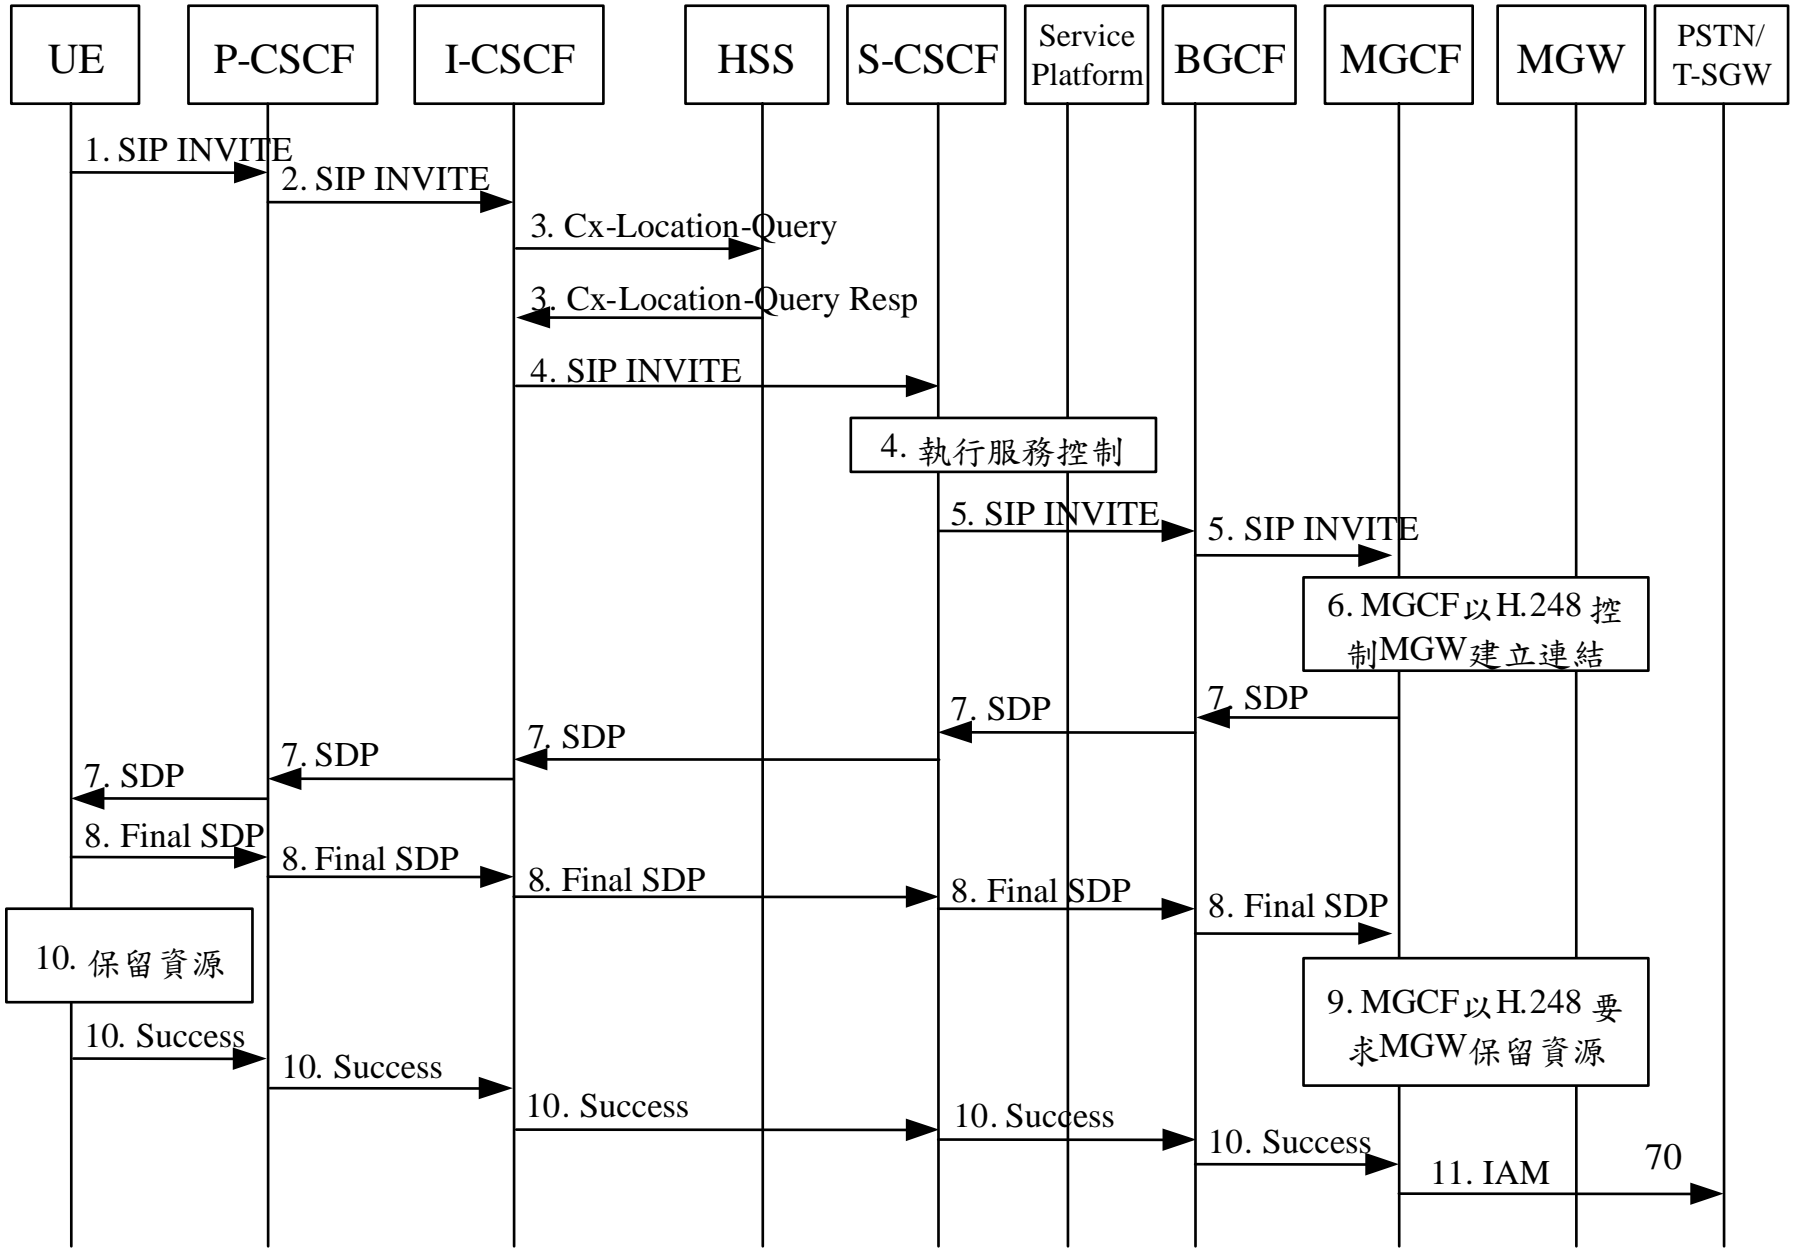 UE
P-CSCF
I-CSCF
HSS
S-CSCF
Service
Platform
BGCF
MGCF
MGW
PSTN/
T-SGW
1. SIP INVITE
2. SIP INVITE
3. Cx-Location-Query
3. Cx-Location-Query Resp
4. SIP INVITE
4. 執行服務控制
5. SIP INVITE
5. SIP INVITE
6. MGCF以H.248 控
制MGW建立連結
7. SDP
7. SDP
7. SDP
7. SDP
7. SDP
8. Final SDP
8. Final SDP
8. Final SDP
8. Final SDP
8. Final SDP
9. MGCF以H.248 要
求MGW保留資源
10. 保留資源
10. Success
10. Success
10. Success
10. Success
10. Success
11. IAM
70